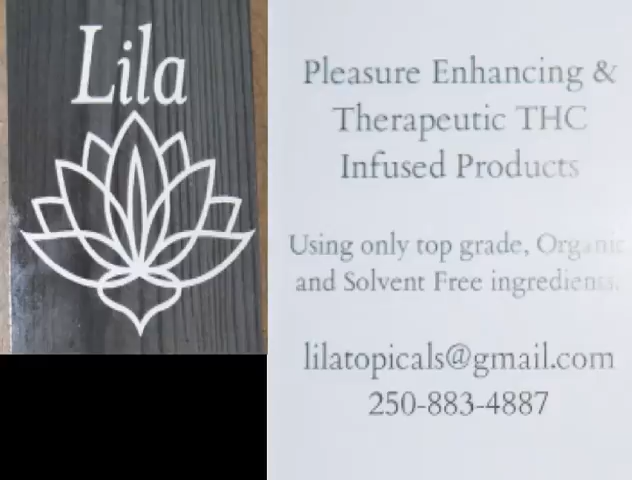 Lila
Pleasure Enhancing &
Therapeutic THC
Infused Products
Using only top grade, Organic
and Solvent Free ingredients.
lilatopicals@gmail.com
250-883-4887